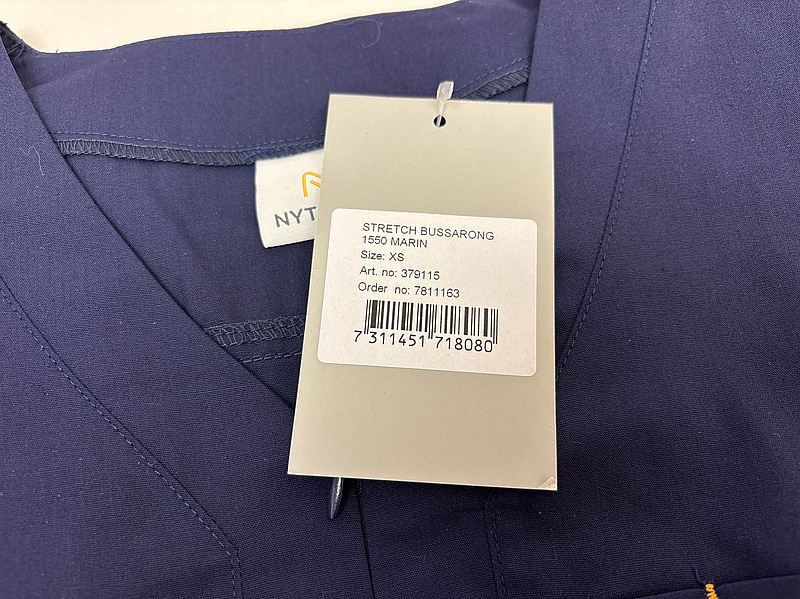 NYT
STRETCH BUSSARONG
1550 MARIN
Size: XS
Art. no: 379115
Order no: 7811163
7 311451 718080